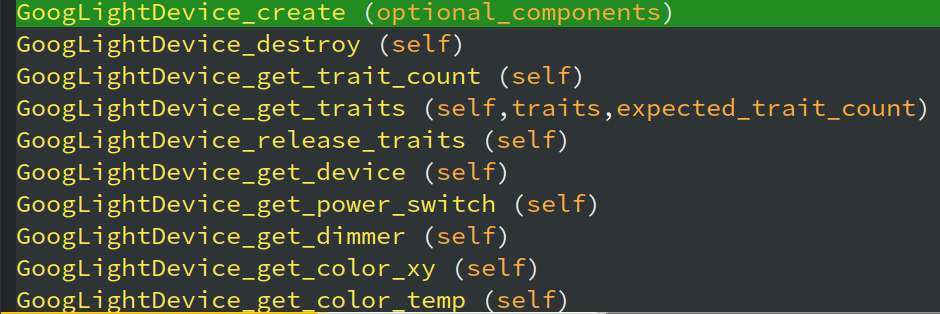 GoogLightDevice_create (optional_components)
GoogLightDevice_destroy (self)
GoogLightDevice_get_trait_count (self)
GoogLightDevice_get_traits (self,traits,expected_trait_count)
GoogLightDevice_release_traits (self)
GoogLightDevice_get_device (self)
GoogLightDevice_get_power_switch (self)
GoogLightDevice_get_dimmer (self)
GoogLightDevice_get_color_xy (self)
GoogLightDevice_get_color_temp (self)